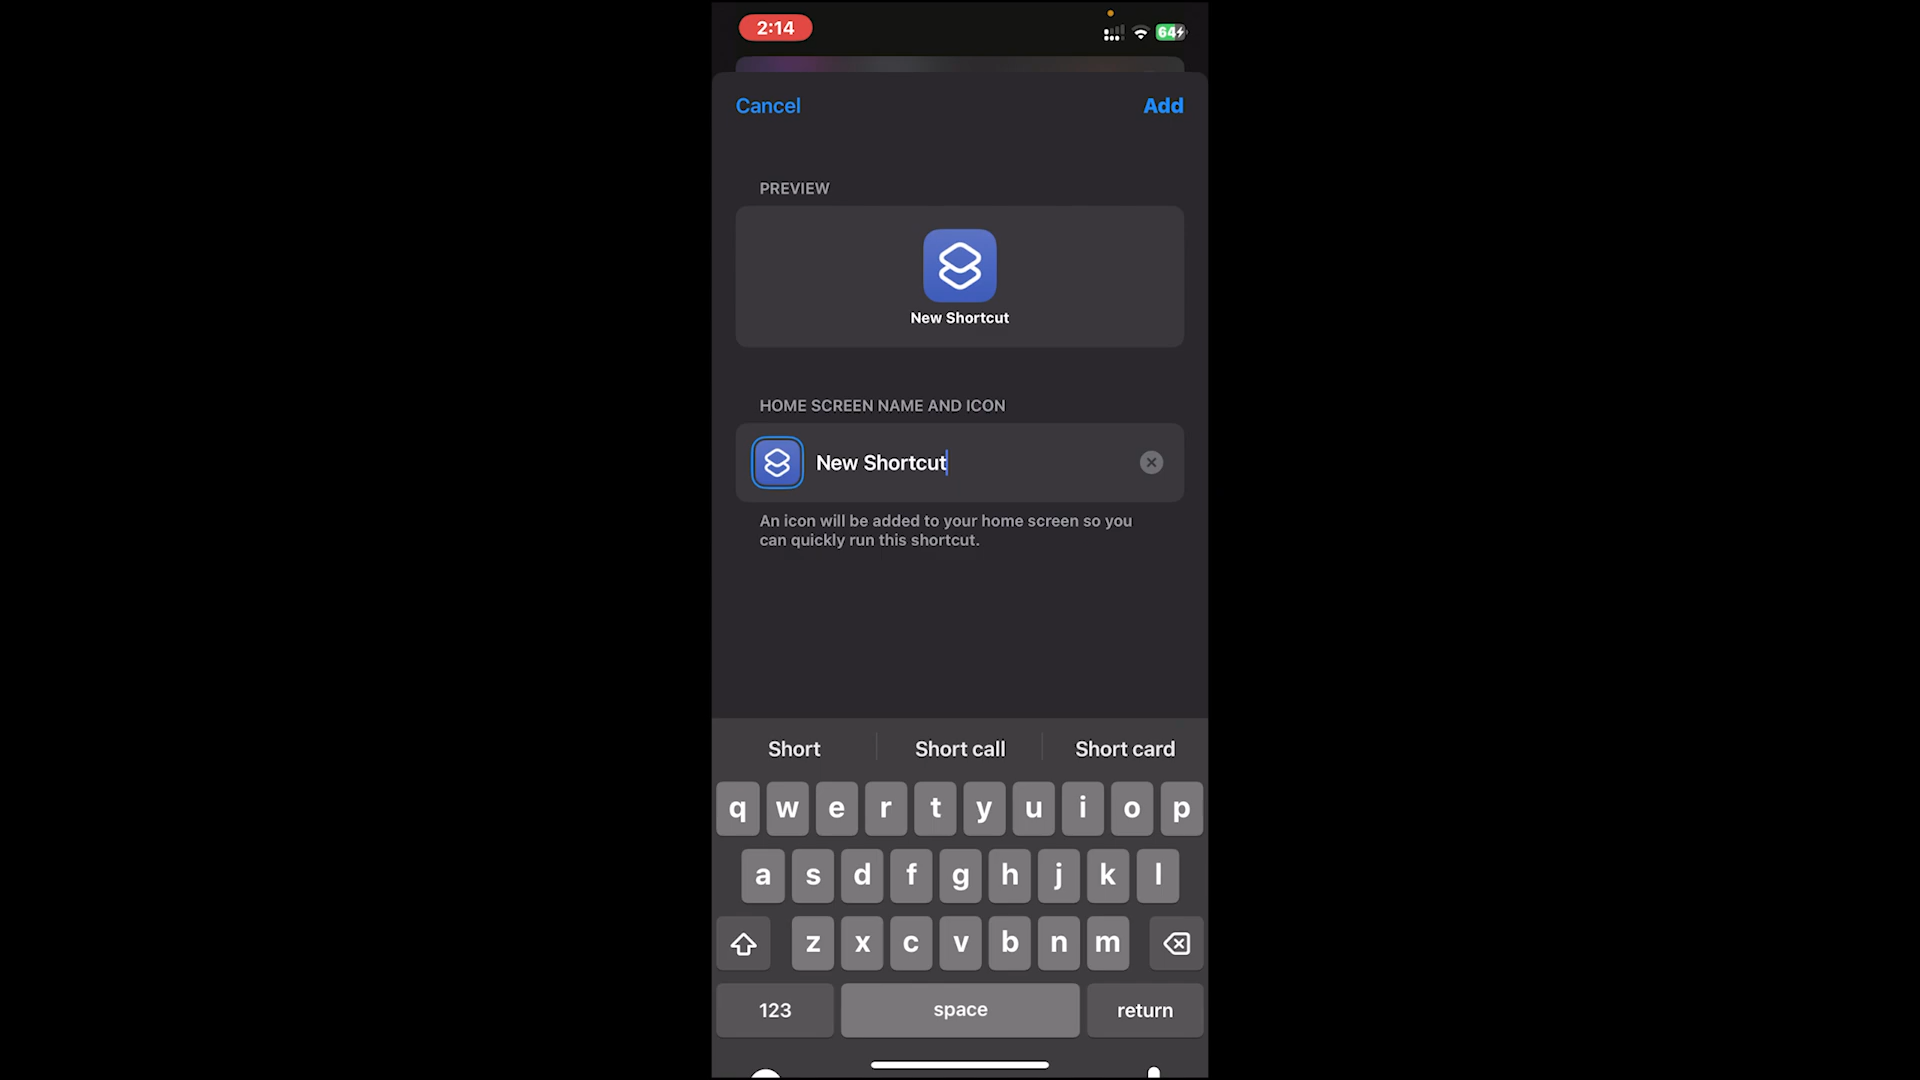 2:14
64
Cancel
Add
PREVIEW
New Shortcut
HOME SCREEN NAME AND ICON
New Shortcut
An icon will be added to your home screen so you
can quickly run this shortcut.
Short
Short call
Short card
q w e r t y u i o p
a s d f g h j k l
z x c v b n m
123
space
return